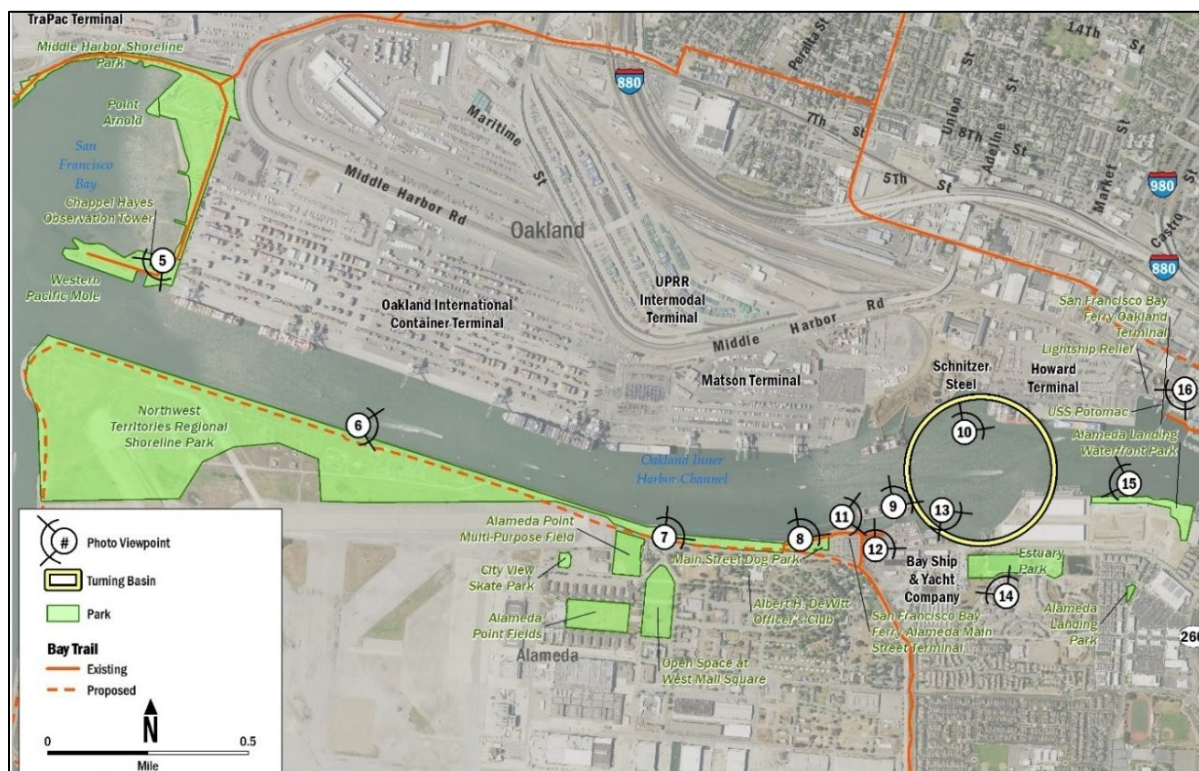 TraPac Terminal
Middle Harbor Shoreline
Park
Point
Arnold
San
Francisco
Bay
Chappel Hayes
Observation Tower
5
Western
Pacific Mole
Maritime
St
Middle Harbor Rd
Oakland
880
Peralta St
7Th
St
5Th
St
14Th
St
Union
St
8Th
St
Adeline
St
Market
St
980
St
Castro
880
Oakland International
Container Terminal
UPRR
Intermodal
Terminal
Middle Harbor Rd
Matson Terminal
San Francisco Bay
Ferry Oakland
Terminal
Lightship Relief
Schnitzer
Steel
Howard
Terminal
16
USS Potomac
10
Alameda Landing
Waterfront Park
15
Northwest
Territories Regional
Shoreline Park
6
Oakland Inner
Harbor Channel
9
13
11
7
8
12
Alameda Point
Multi-Purpose Field
Main Street Dog Park
City View
Skate Park
Bay Ship
& Yacht
Company
Estuary
Park
14
Alameda
Point Fields
Albert H. DeWitt
Officer's Club
San Francisco Bay
Ferry Alameda Main
Street Terminal
Alameda
Landing
Park
260
Alameda
Open Space at
West Mall Square
#
Photo Viewpoint
Turning Basin
Park
Bay Trail
Existing
Proposed
N
0
0.5
Mile